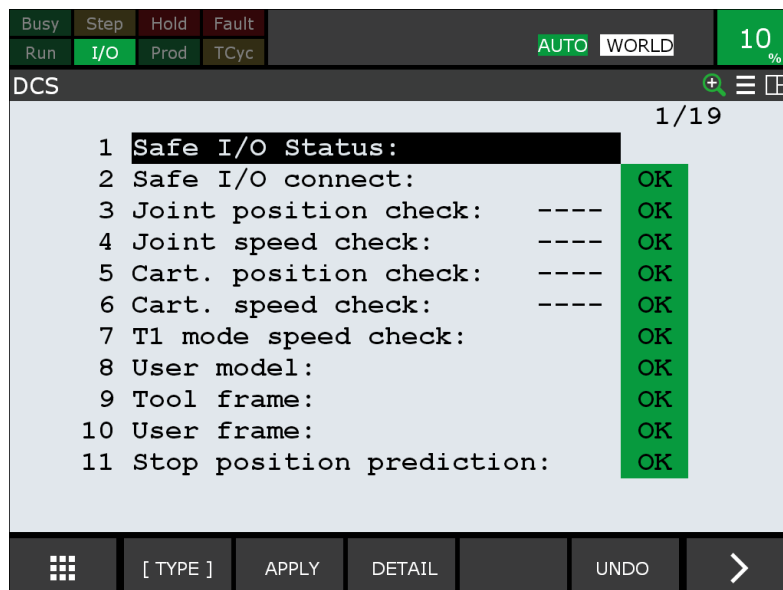 Busy Step Hold Fault
Run I/O Prod TCyc AUTO WORLD 10 %
DCS
1/19
1 Safe I/O Status:
2 Safe I/O connect: OK
3 Joint position check: ---- OK
4 Joint speed check: ---- OK
5 Cart. position check: ---- OK
6 Cart. speed check: ---- OK
7 T1 mode speed check: OK
8 User model: OK
9 Tool frame: OK
10 User frame: OK
11 Stop position prediction: OK
[ TYPE ] APPLY DETAIL UNDO